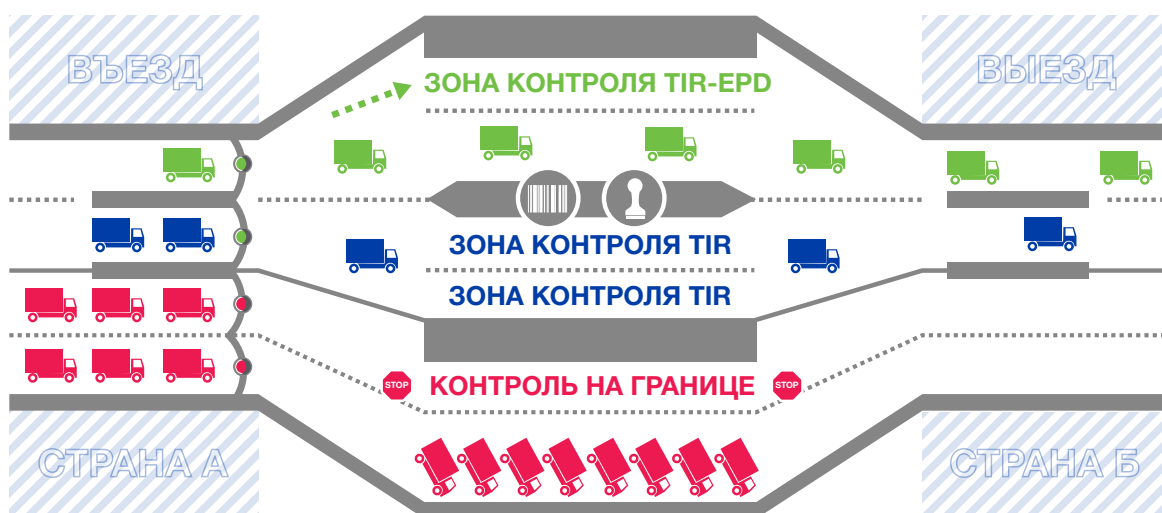 ВЪЕЗД
ВЫЕЗД
ЗОНА КОНТРОЛЯ TIR-EPD
ЗОНА КОНТРОЛЯ TIR
ЗОНА КОНТРОЛЯ TIR
STOP
КОНТРОЛЬ НА ГРАНИЦЕ
STOP
СТРАНА А
СТРАНА Б